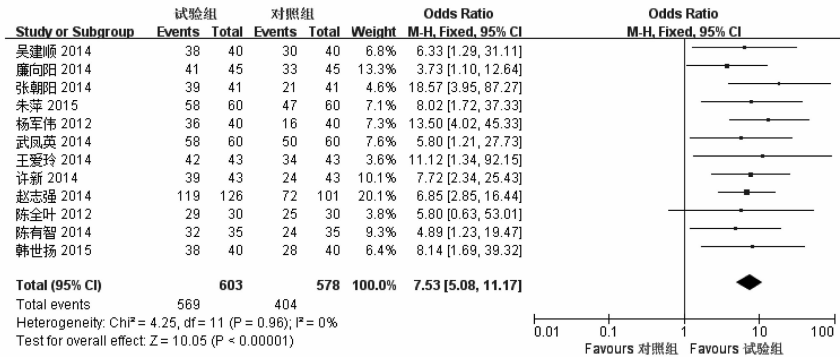 试验组 对照组 Odds Ratio Odds Ratio
Study or Subgroup Events Total Events Total Weight M-H, Fixed, 95% CI M-H, Fixed, 95% CI
吴建顺 2014 38 40 30 40 6.8% 6.33 [1.29, 31.11]
廉向阳 2014 41 45 33 45 13.3% 3.73 [1.10, 12.64]
张朝阳 2014 39 41 21 41 4.1% 18.57 [3.95, 87.27]
朱萍 2015 58 60 47 60 7.1% 8.02 [1.72, 37.33]
杨军伟 2012 36 40 16 40 7.3% 13.50 [4.02, 45.33]
武凤英 2014 58 60 50 60 7.4% 5.80 [1.21, 27.73]
王爱玲 2014 42 43 34 43 3.5% 11.12 [1.34, 92.15]
许新 2014 39 43 24 43 10.4% 7.72 [2.34, 25.43]
赵志强 2014 119 126 72 101 20.1% 6.85 [2.85, 16.44]
陈全叶 2012 29 30 25 30 3.8% 5.80 [0.63, 53.01]
陈有智 2014 32 35 24 35 9.7% 4.89 [1.23, 19.47]
韩世扬 2015 38 40 28 40 6.4% 8.14 [1.69, 39.32]
Total (95% CI) 603 578 100.0% 7.53 [5.08, 11.17]
Total events 569 404
Heterogeneity: Chi² = 4.25, df = 11 (P = 0.96); I² = 0%
Test for overall effect: Z = 10.05 (P < 0.00001)
0.01 0.1 1 10 100
Favours 对照组 Favours 试验组